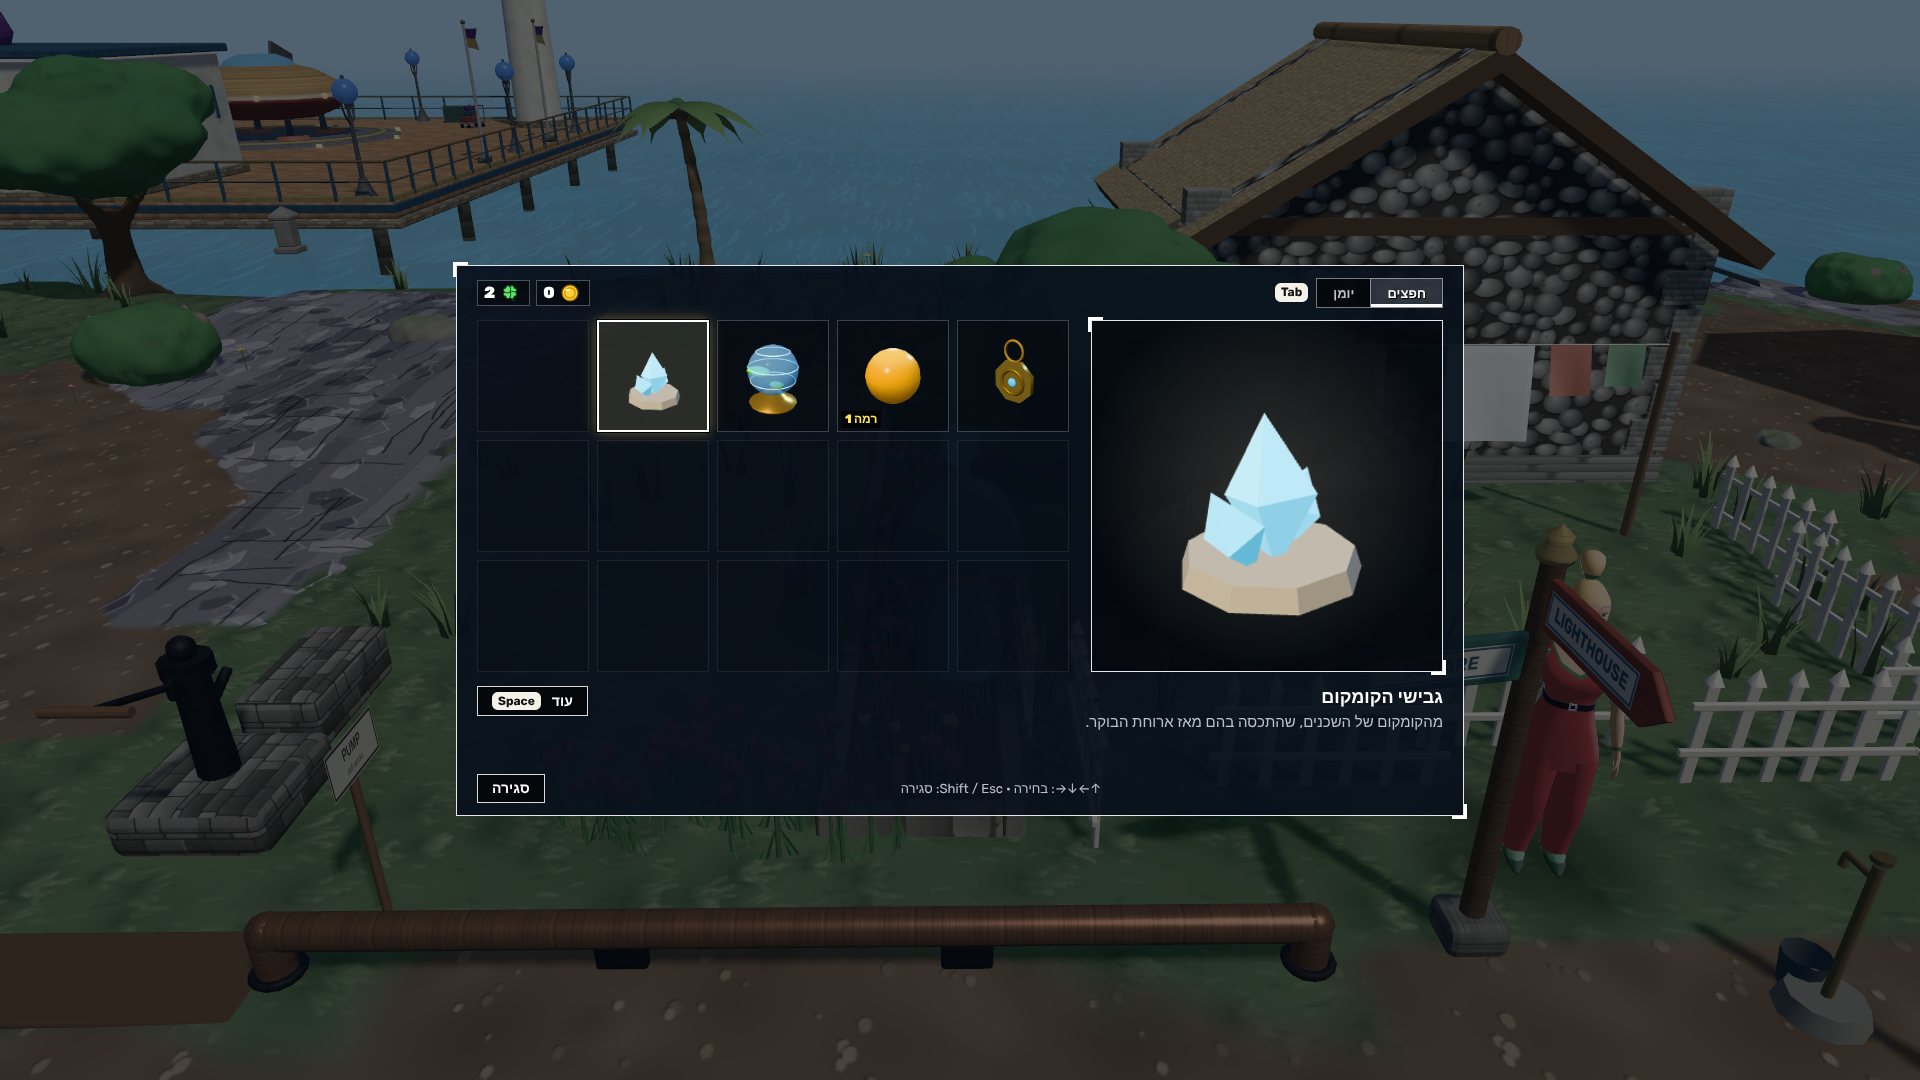 חפצים
יומן
Tab
0
2
רמה 1
גבישי הקומקום
מהקומקום של השכנים, שהתכסה בהם מאז ארוחת הבוקר.
עוד
Space
↑←↓→: בחירה • Shift / Esc: סגירה
סגירה
LIGHTHOUSE
PUMP